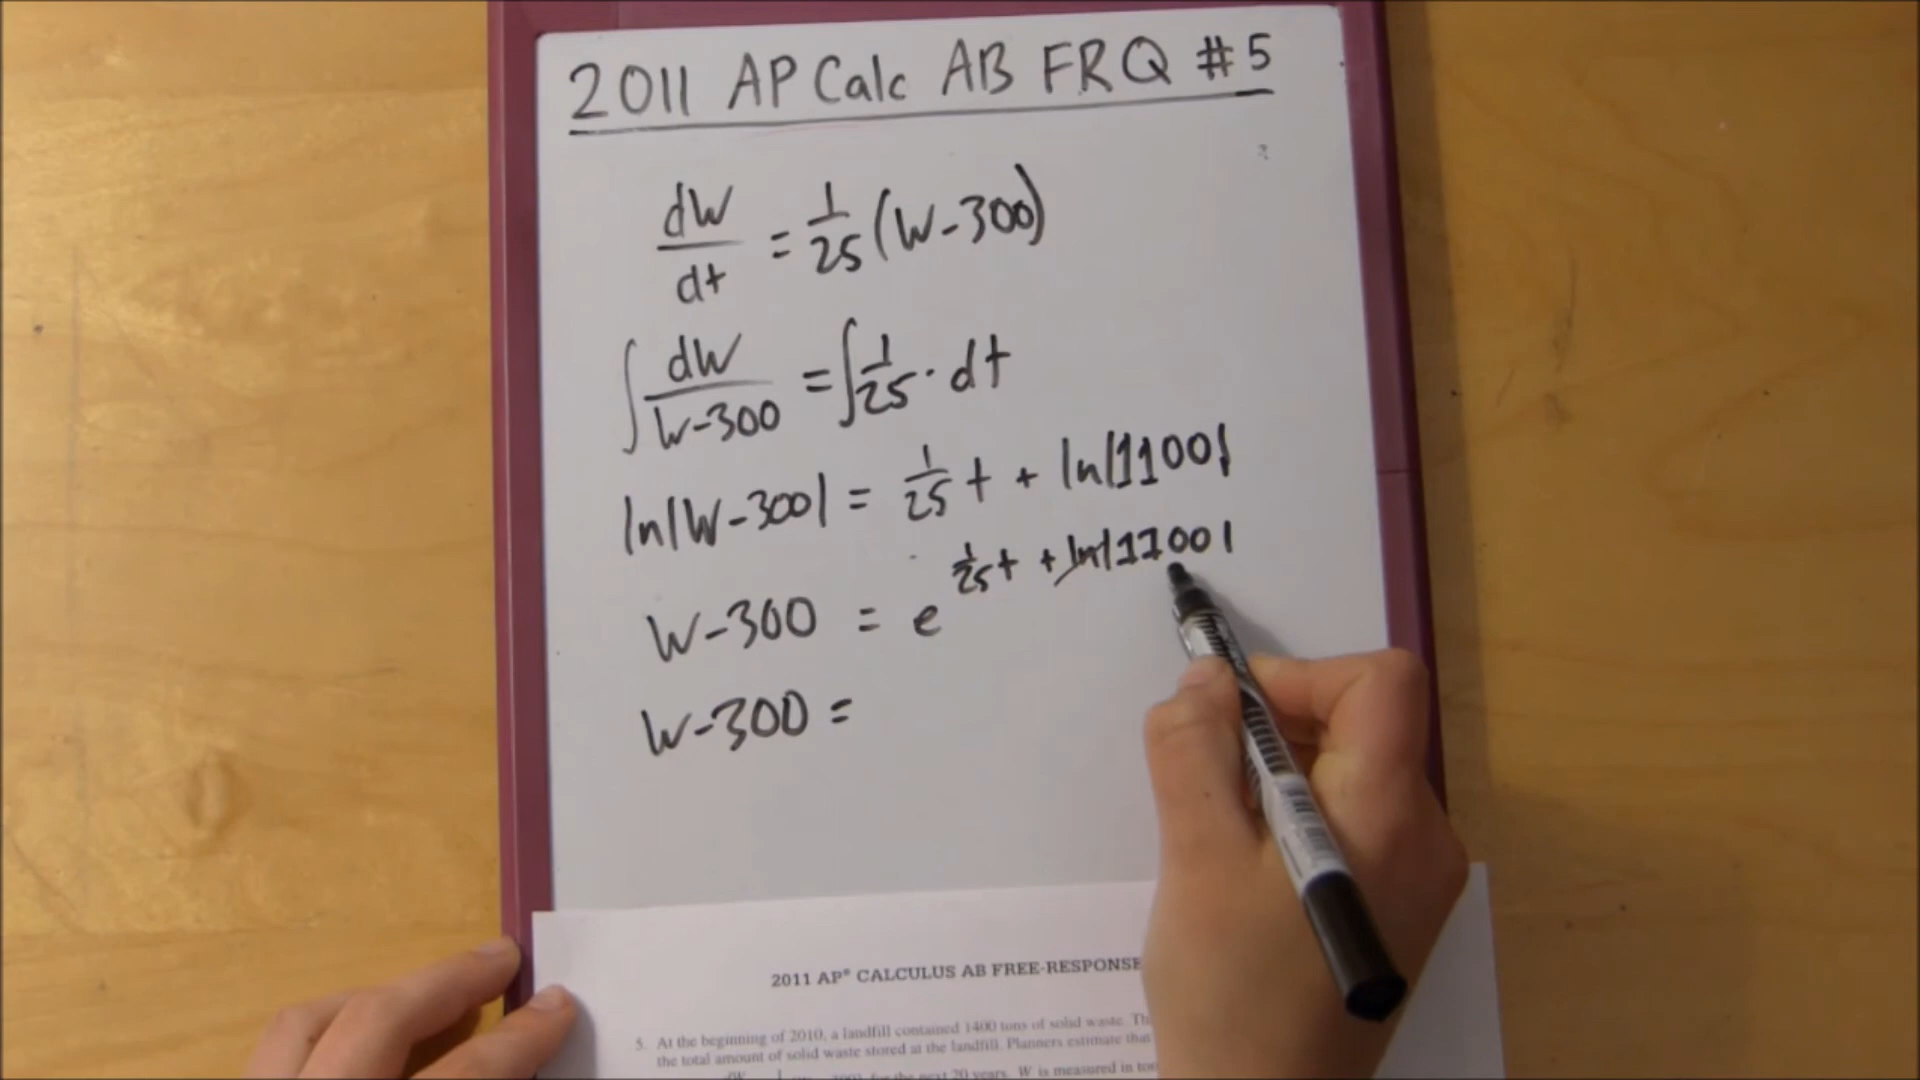 2011 AP Calc AB FRQ #5
dW/dt = 1/25 (W-300)
∫ dW/W-300 = ∫ 1/25 · dt
ln|W-300| = 1/25 t + ln|1100|
W-300 = e^1/25 t + ln|1100|
W-300 =
2011 AP® CALCULUS AB FREE-RESPONSE
5. At the beginning of 2010, a landfill contained 1400 tons of solid waste.
the total amount of solid waste stored at the landfill. Planners estimate that
for the next 20 years. W is measured in